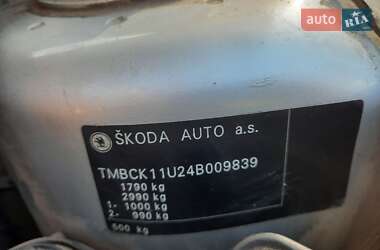 auto RIA
ŠKODA AUTO a.s.
TMBCK11U24B009839
1790 kg
2990 kg
1- 1000 kg
2- 990 kg
500 kg